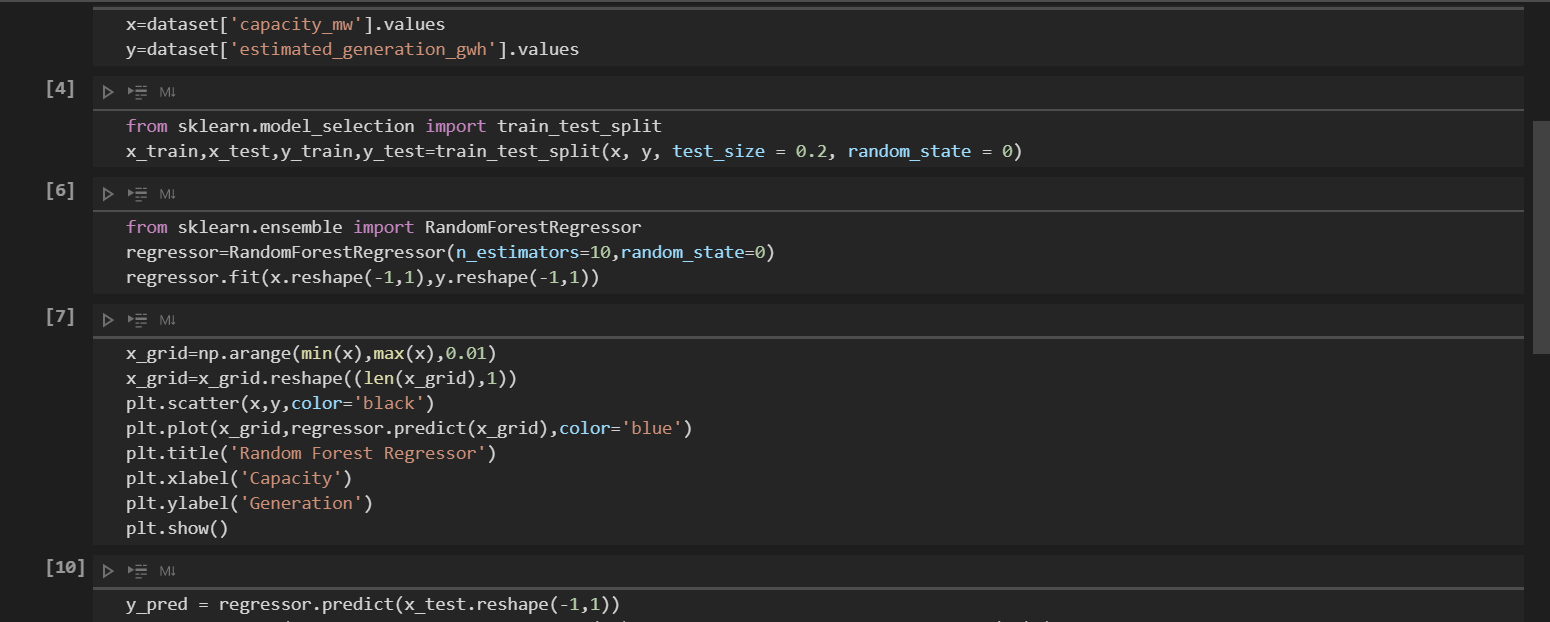 x=dataset['capacity_mw'].values
y=dataset['estimated_generation_gwh'].values
[4]
M↓
from sklearn.model_selection import train_test_split
x_train,x_test,y_train,y_test=train_test_split(x, y, test_size = 0.2, random_state = 0)
[6]
M↓
from sklearn.ensemble import RandomForestRegressor
regressor=RandomForestRegressor(n_estimators=10,random_state=0)
regressor.fit(x.reshape(-1,1),y.reshape(-1,1))
[7]
M↓
x_grid=np.arange(min(x),max(x),0.01)
x_grid=x_grid.reshape((len(x_grid),1))
plt.scatter(x,y,color='black')
plt.plot(x_grid,regressor.predict(x_grid),color='blue')
plt.title('Random Forest Regressor')
plt.xlabel('Capacity')
plt.ylabel('Generation')
plt.show()
[10]
M↓
y_pred = regressor.predict(x_test.reshape(-1,1))